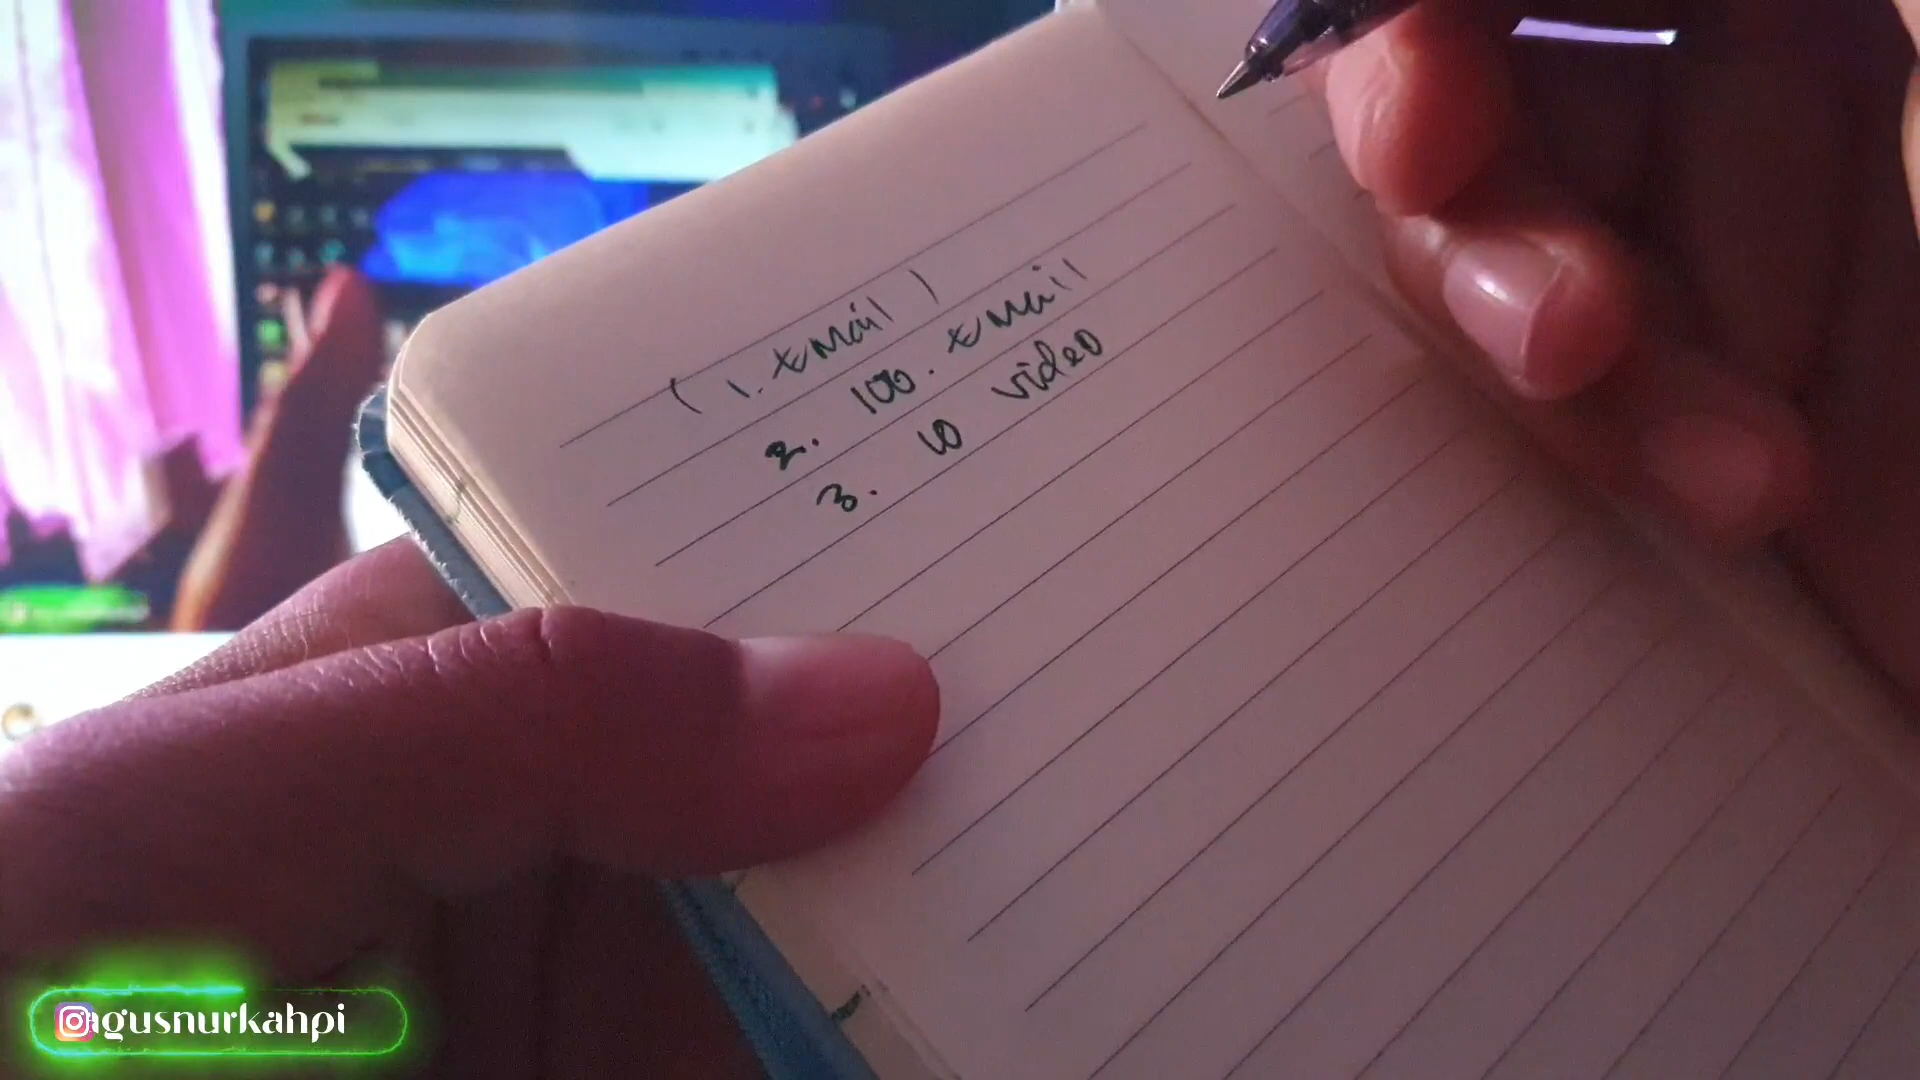 ( 1. Email )
2. 100. Email
3. 10 video
agusnurkahpi